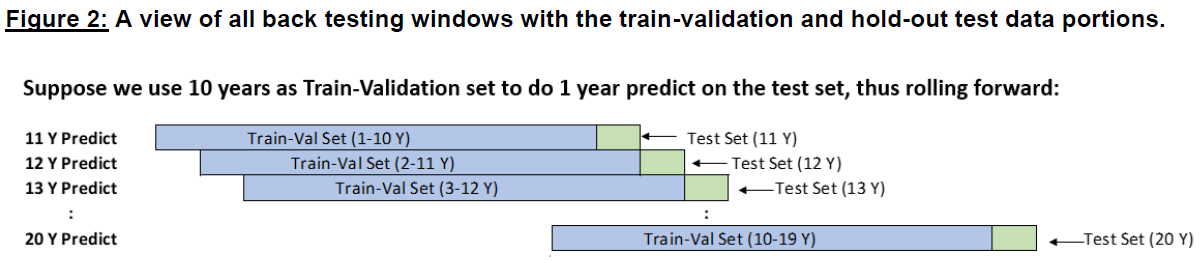 Figure 2: A view of all back testing windows with the train-validation and hold-out test data portions.
Suppose we use 10 years as Train-Validation set to do 1 year predict on the test set, thus rolling forward:
11 Y Predict Train-Val Set (1-10 Y) Test Set (11 Y)
12 Y Predict Train-Val Set (2-11 Y) Test Set (12 Y)
13 Y Predict Train-Val Set (3-12 Y) Test Set (13 Y)
: :
20 Y Predict Train-Val Set (10-19 Y) Test Set (20 Y)